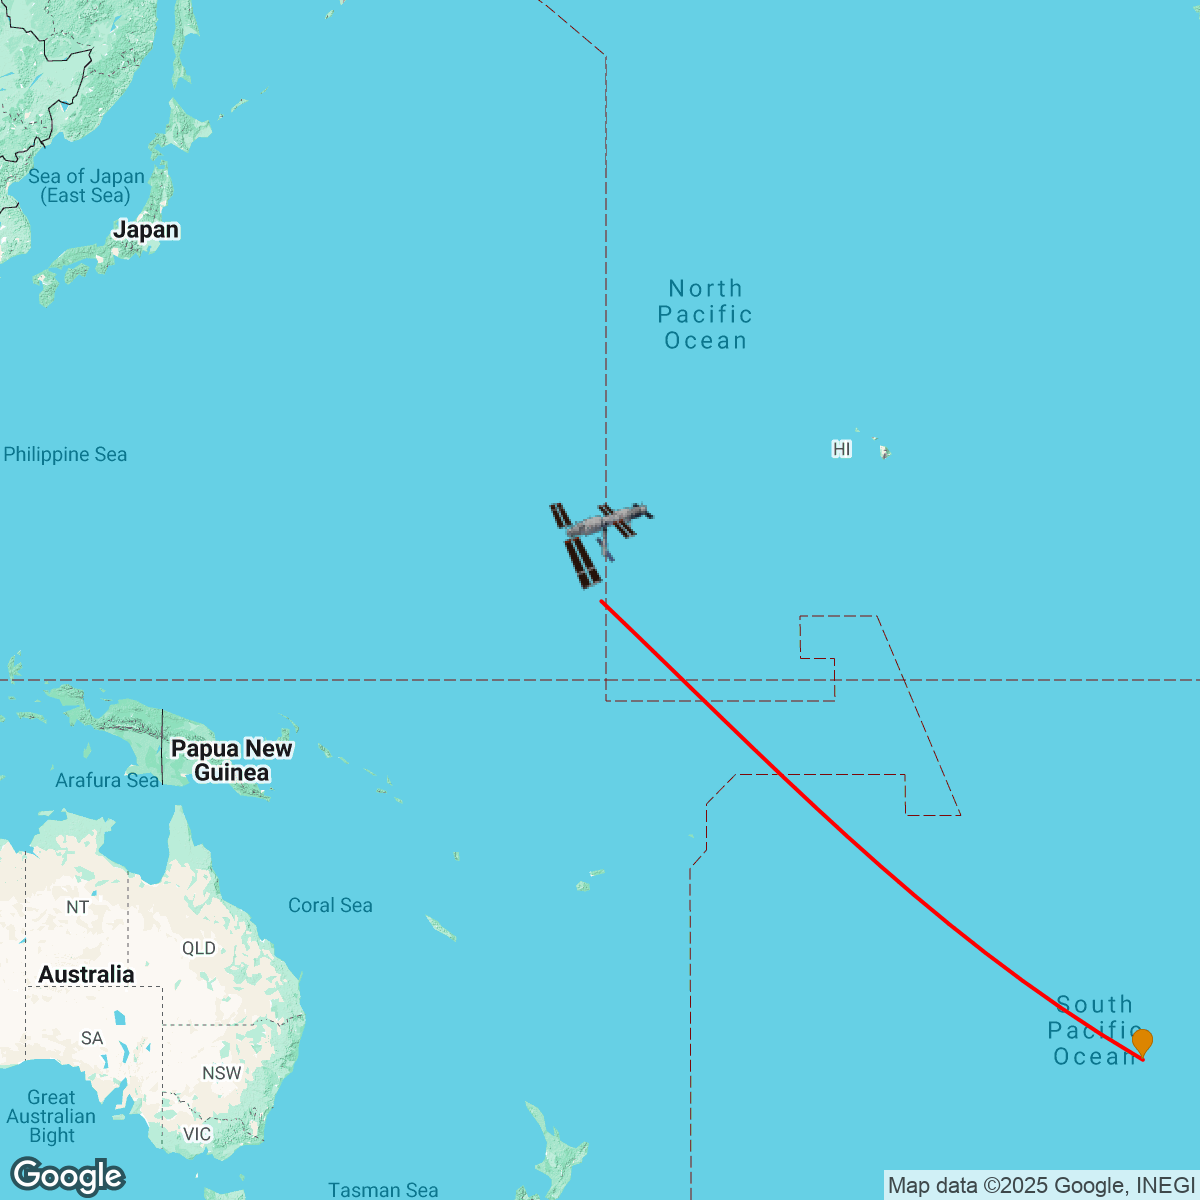 Sea of Japan
(East Sea)
Japan
North
Pacific
Ocean
Philippine Sea
HI
Papua New
Guinea
Arafura Sea
NT
Coral Sea
QLD
Australia
South
Pacific
Ocean
SA
NSW
Great
Australian
Bight
VIC
Tasman Sea
Google
Map data ©2025 Google, INEGI